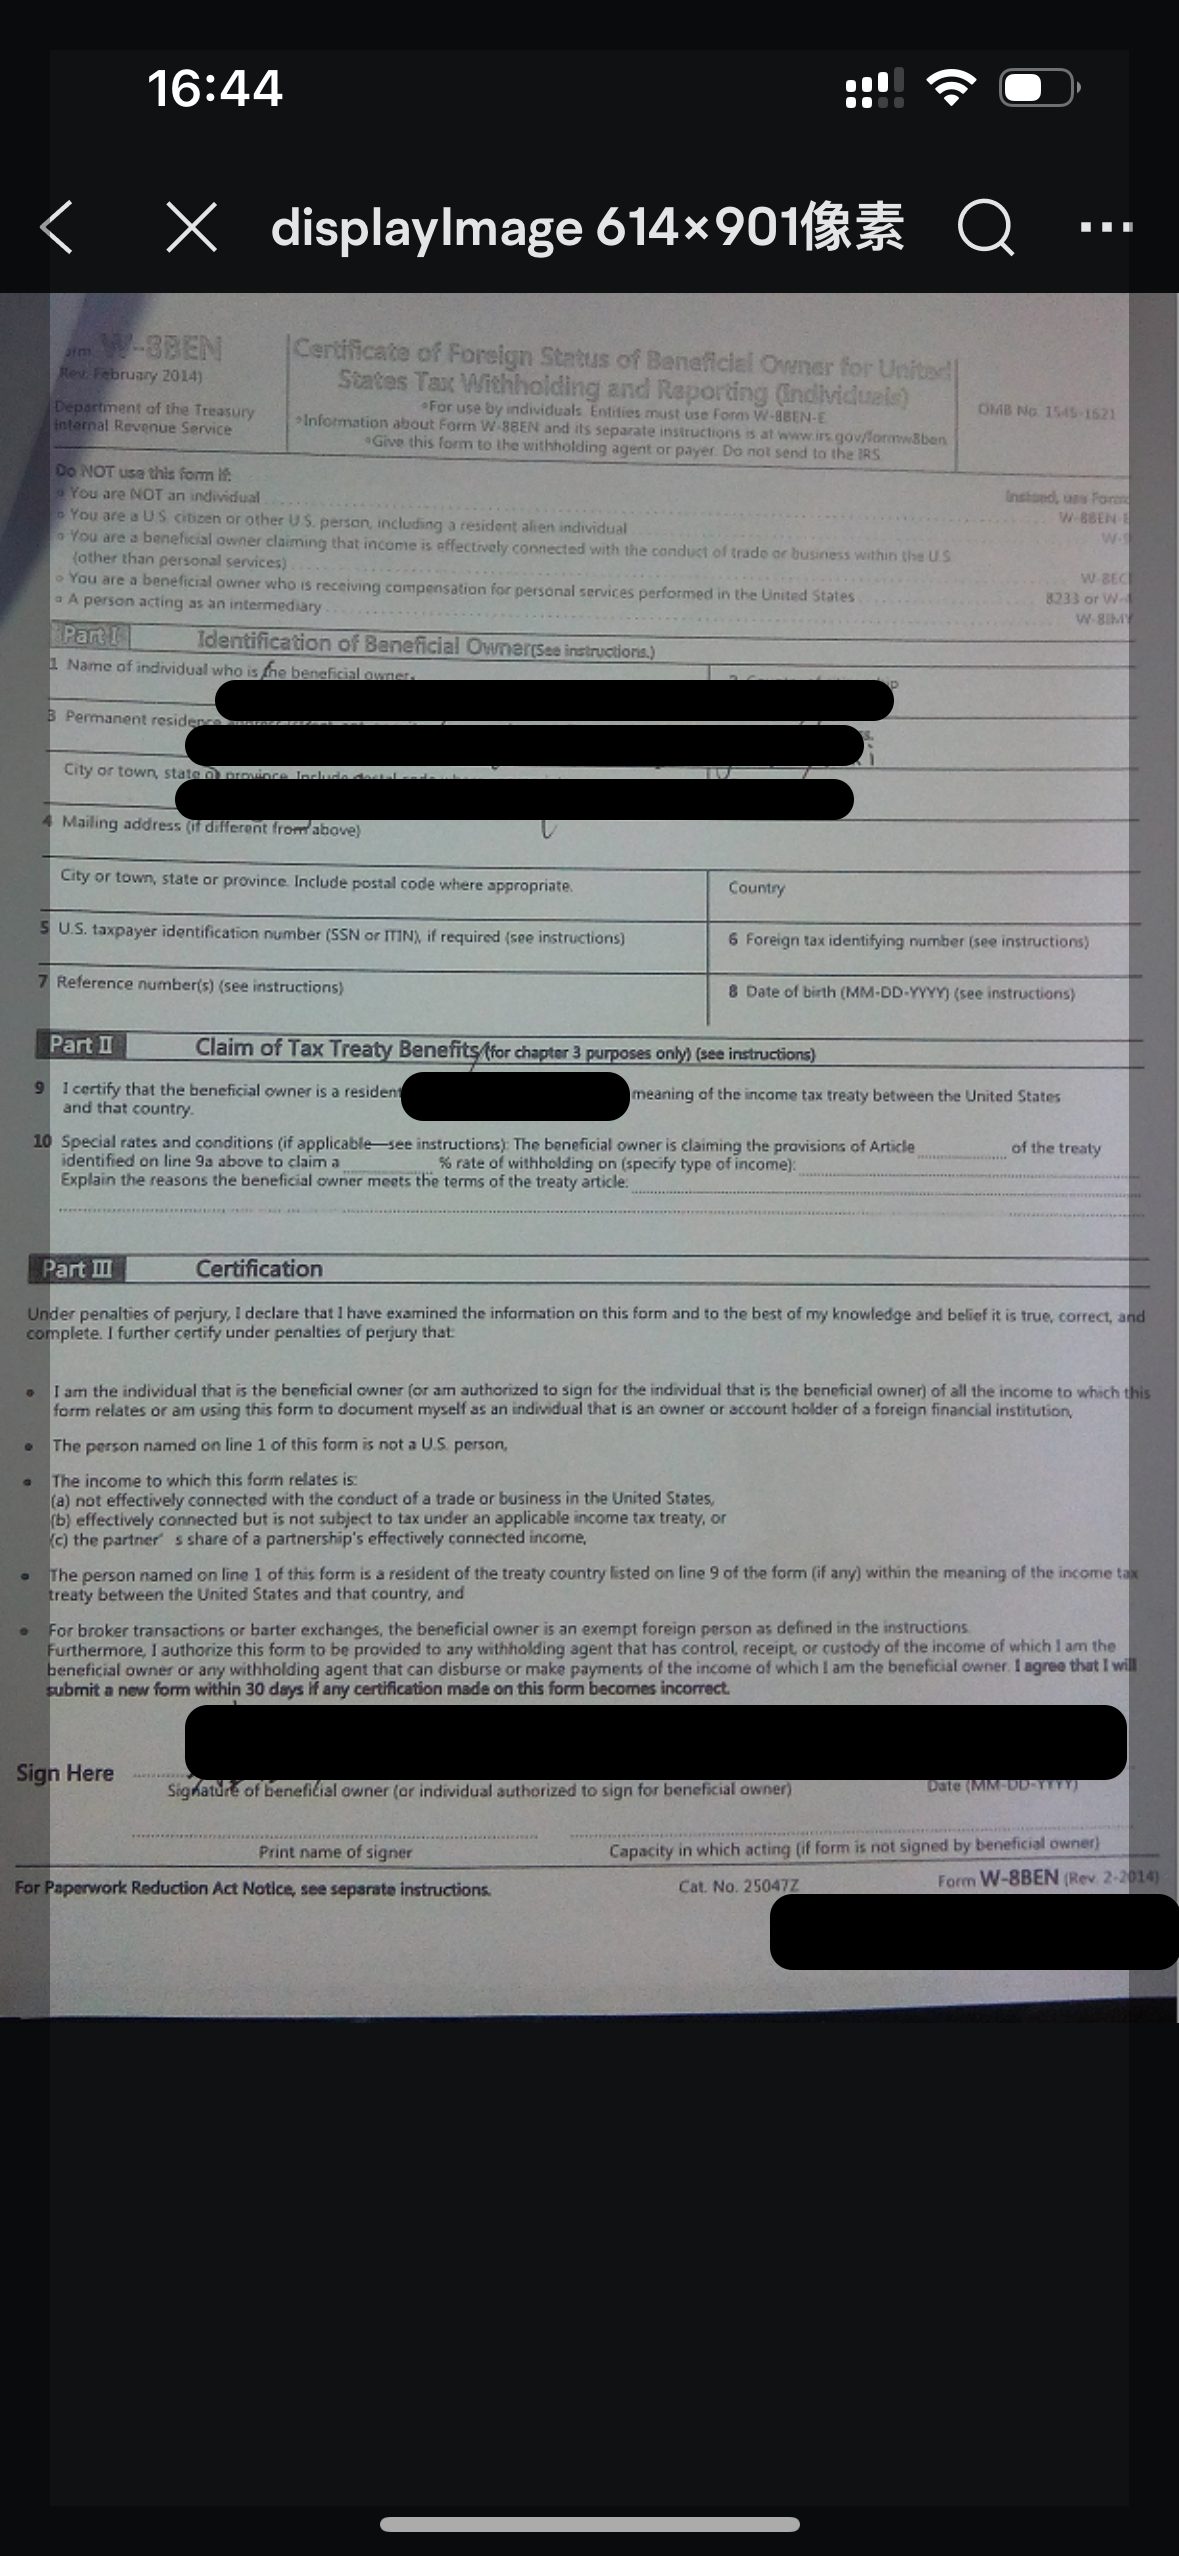 16:44
displayImage 614×901像素
W-8BEN
Rev. February 2014)
Department of the Treasury
Internal Revenue Service
Certificate of Foreign Status of Beneficial Owner for United
States Tax Withholding and Reporting (Individuals)
For use by individuals. Entities must use Form W-8BEN-E.
Information about Form W-8BEN and its separate instructions is at www.irs.gov/formw8ben.
Give this form to the withholding agent or payer. Do not send to the IRS.
OMB No. 1545-1621
Do NOT use this form if:
Instead, use Form:
You are NOT an individual
W-8BEN-E
You are a U.S. citizen or other U.S. person, including a resident alien individual
W-9
You are a beneficial owner claiming that income is effectively connected with the conduct of trade or business within the U.S.
(other than personal services)
W-8ECI
You are a beneficial owner who is receiving compensation for personal services performed in the United States
8233 or W-4
A person acting as an intermediary
W-8IMY
Part I Identification of Beneficial Owner(See instructions.)
1 Name of individual who is the beneficial owner.
3 Permanent residence
City or town, state or province. Include postal code
4 Mailing address (if different from above)
City or town, state or province. Include postal code where appropriate.
Country
5 U.S. taxpayer identification number (SSN or ITIN), if required (see instructions)
6 Foreign tax identifying number (see instructions)
7 Reference number(s) (see instructions)
8 Date of birth (MM-DD-YYYY) (see instructions)
Part II Claim of Tax Treaty Benefits (for chapter 3 purposes only) (see instructions)
9 I certify that the beneficial owner is a resident meaning of the income tax treaty between the United States
and that country.
10 Special rates and conditions (if applicable—see instructions): The beneficial owner is claiming the provisions of Article of the treaty
identified on line 9a above to claim a % rate of withholding on (specify type of income):
Explain the reasons the beneficial owner meets the terms of the treaty article:
Part III Certification
Under penalties of perjury, I declare that I have examined the information on this form and to the best of my knowledge and belief it is true, correct, and
complete. I further certify under penalties of perjury that:
• I am the individual that is the beneficial owner (or am authorized to sign for the individual that is the beneficial owner) of all the income to which this
form relates or am using this form to document myself as an individual that is an owner or account holder of a foreign financial institution,
• The person named on line 1 of this form is not a U.S. person,
• The income to which this form relates is:
(a) not effectively connected with the conduct of a trade or business in the United States,
(b) effectively connected but is not subject to tax under an applicable income tax treaty, or
(c) the partner's share of a partnership's effectively connected income,
• The person named on line 1 of this form is a resident of the treaty country listed on line 9 of the form (if any) within the meaning of the income tax
treaty between the United States and that country, and
• For broker transactions or barter exchanges, the beneficial owner is an exempt foreign person as defined in the instructions.
Furthermore, I authorize this form to be provided to any withholding agent that has control, receipt, or custody of the income of which I am the
beneficial owner or any withholding agent that can disburse or make payments of the income of which I am the beneficial owner. I agree that I will
submit a new form within 30 days if any certification made on this form becomes incorrect.
Sign Here
Signature of beneficial owner (or individual authorized to sign for beneficial owner)
Date (MM-DD-YYYY)
Print name of signer
Capacity in which acting (if form is not signed by beneficial owner)
For Paperwork Reduction Act Notice, see separate instructions.
Cat. No. 25047Z
Form W-8BEN (Rev. 2-2014)